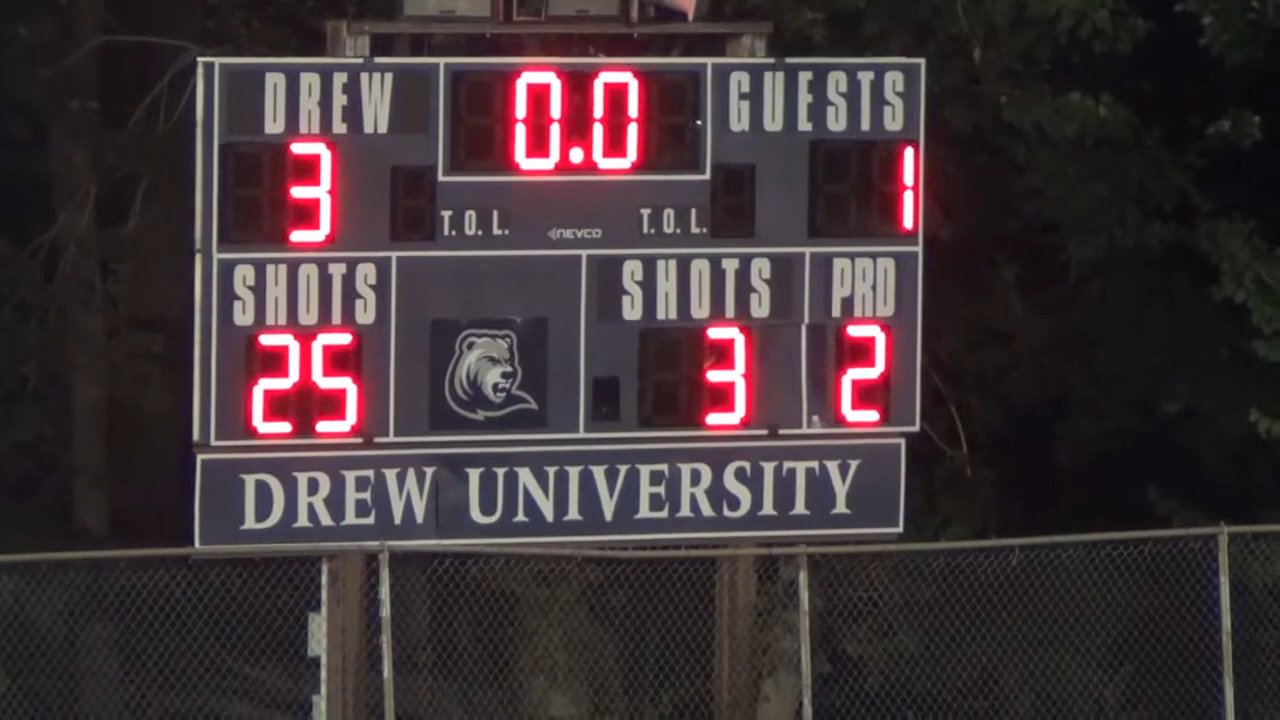 DREW 0.0 GUESTS
3 1
T.O.L. NEVCO T.O.L.
SHOTS SHOTS PRD
25 3 2
DREW UNIVERSITY